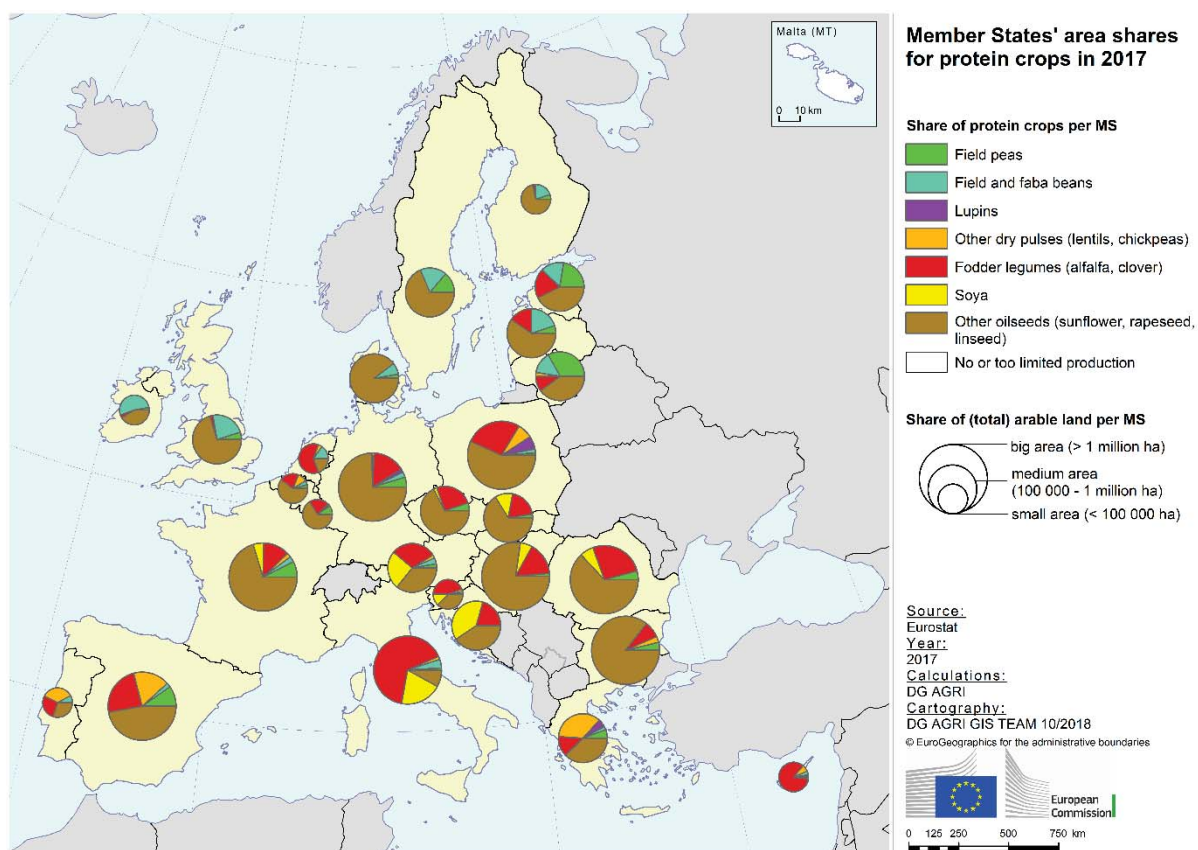 Malta (MT)
0 10 km
Member States' area shares
for protein crops in 2017
Share of protein crops per MS
Field peas
Field and faba beans
Lupins
Other dry pulses (lentils, chickpeas)
Fodder legumes (alfalfa, clover)
Soya
Other oilseeds (sunflower, rapeseed,
linseed)
No or too limited production
Share of (total) arable land per MS
big area (> 1 million ha)
medium area
(100 000 - 1 million ha)
small area (< 100 000 ha)
Source:
Eurostat
Year:
2017
Calculations:
DG AGRI
Cartography:
DG AGRI GIS TEAM 10/2018
© EuroGeographics for the administrative boundaries
European
Commission
0 125 250 500 750 km